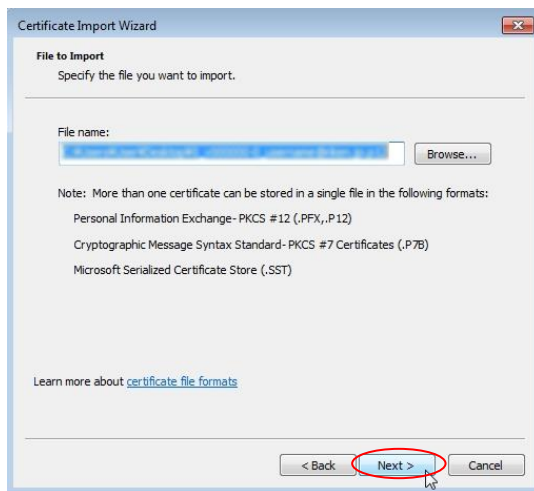 Certificate Import Wizard
File to Import
Specify the file you want to import.
File name:
Browse...
Note: More than one certificate can be stored in a single file in the following formats:
Personal Information Exchange- PKCS #12 (.PFX,.P12)
Cryptographic Message Syntax Standard- PKCS #7 Certificates (.P7B)
Microsoft Serialized Certificate Store (.SST)
Learn more about certificate file formats
< Back Next > Cancel